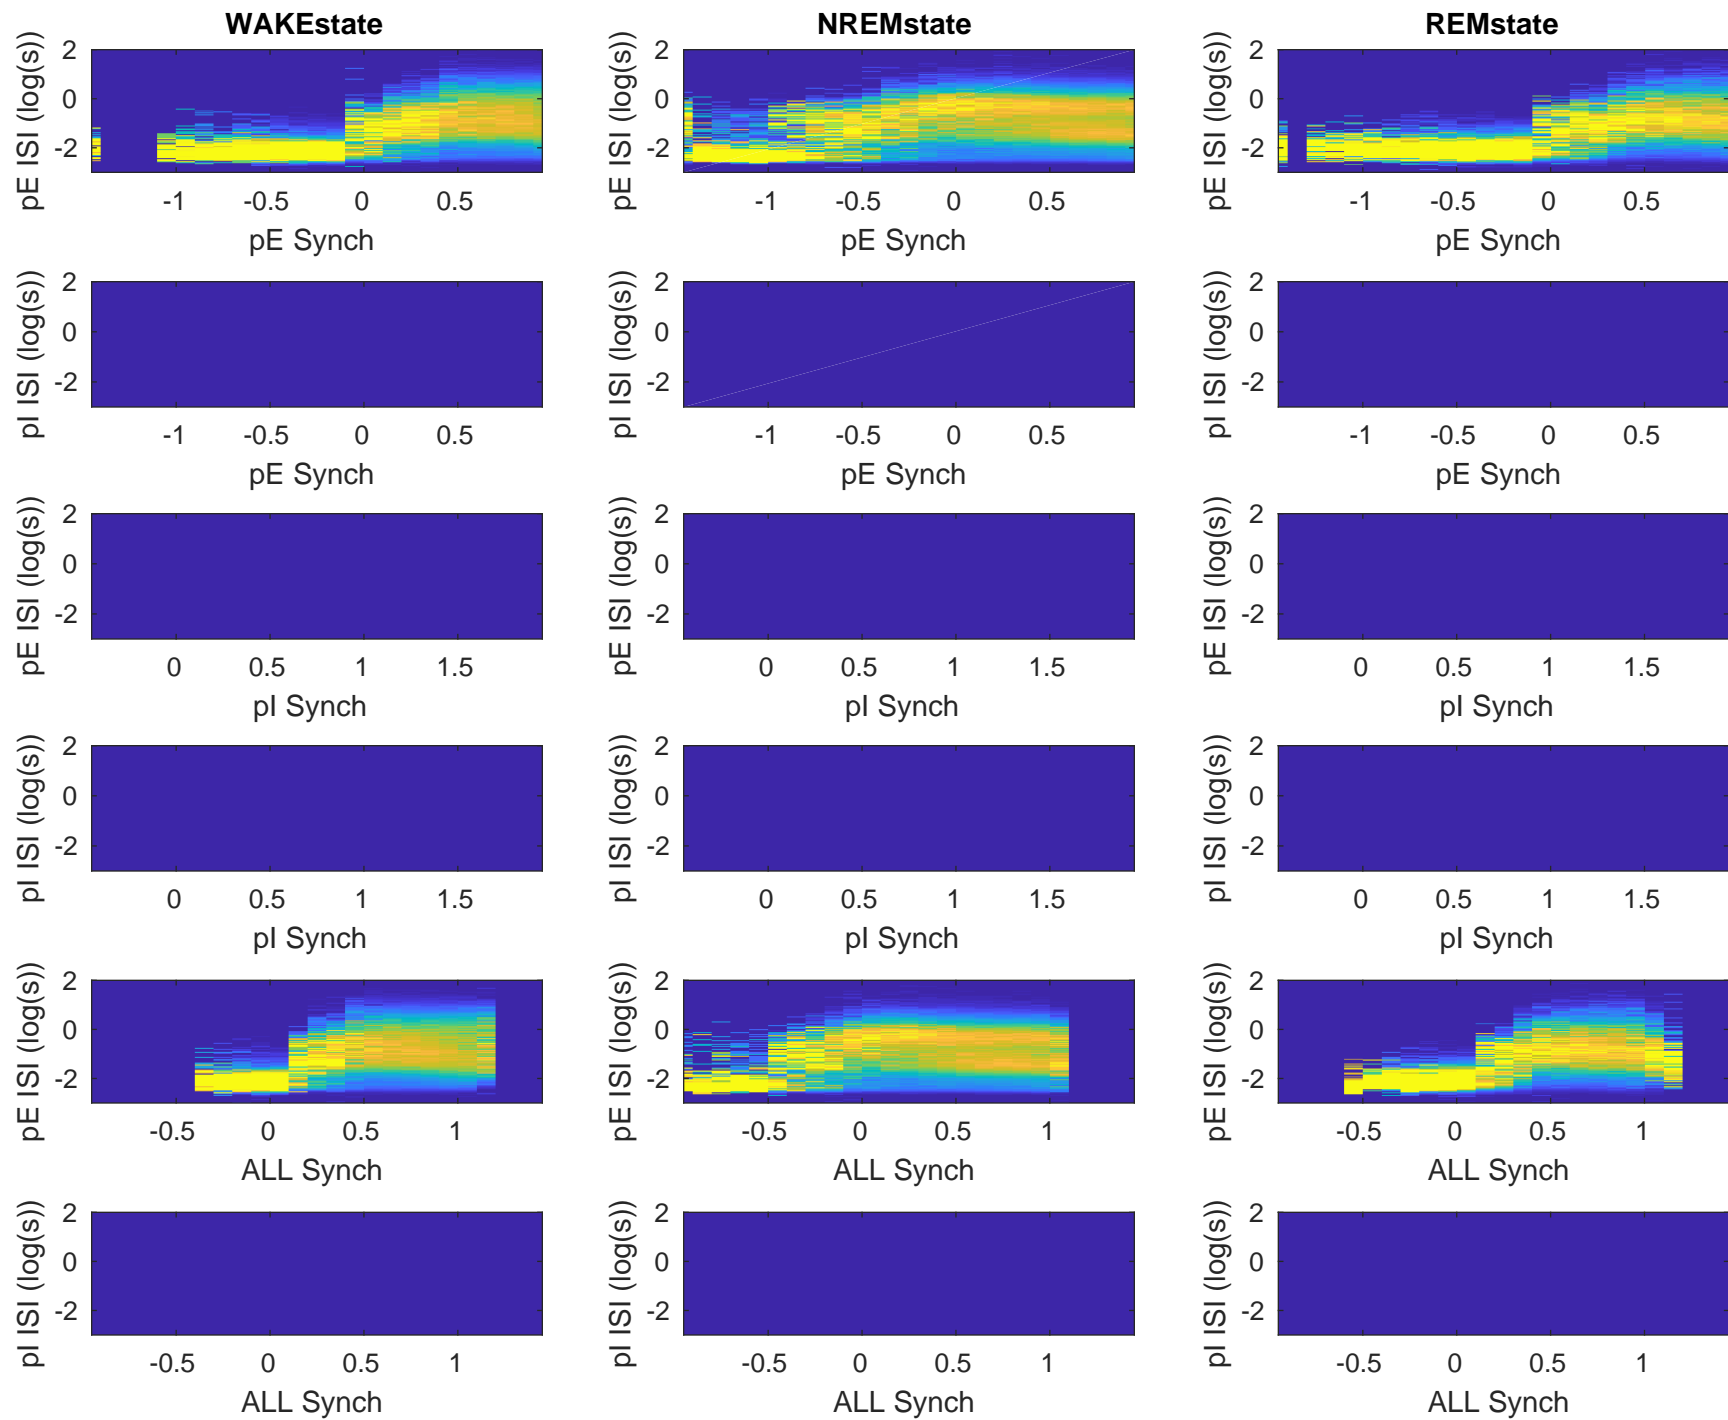 WAKEstate NREMstate REMstate
pE ISI (log(s)) 2 0 -2 pE ISI (log(s)) 2 0 -2 pE ISI (log(s)) 2 0 -2
-1 -0.5 0 0.5 -1 -0.5 0 0.5 -1 -0.5 0 0.5
pE Synch pE Synch pE Synch
pI ISI (log(s)) 2 0 -2 pI ISI (log(s)) 2 0 -2 pI ISI (log(s)) 2 0 -2
-1 -0.5 0 0.5 -1 -0.5 0 0.5 -1 -0.5 0 0.5
pE Synch pE Synch pE Synch
pE ISI (log(s)) 2 0 -2 pE ISI (log(s)) 2 0 -2 pE ISI (log(s)) 2 0 -2
0 0.5 1 1.5 0 0.5 1 1.5 0 0.5 1 1.5
pI Synch pI Synch pI Synch
pI ISI (log(s)) 2 0 -2 pI ISI (log(s)) 2 0 -2 pI ISI (log(s)) 2 0 -2
0 0.5 1 1.5 0 0.5 1 1.5 0 0.5 1 1.5
pI Synch pI Synch pI Synch
pE ISI (log(s)) 2 0 -2 pE ISI (log(s)) 2 0 -2 pE ISI (log(s)) 2 0 -2
-0.5 0 0.5 1 -0.5 0 0.5 1 -0.5 0 0.5 1
ALL Synch ALL Synch ALL Synch
pI ISI (log(s)) 2 0 -2 pI ISI (log(s)) 2 0 -2 pI ISI (log(s)) 2 0 -2
-0.5 0 0.5 1 -0.5 0 0.5 1 -0.5 0 0.5 1
ALL Synch ALL Synch ALL Synch